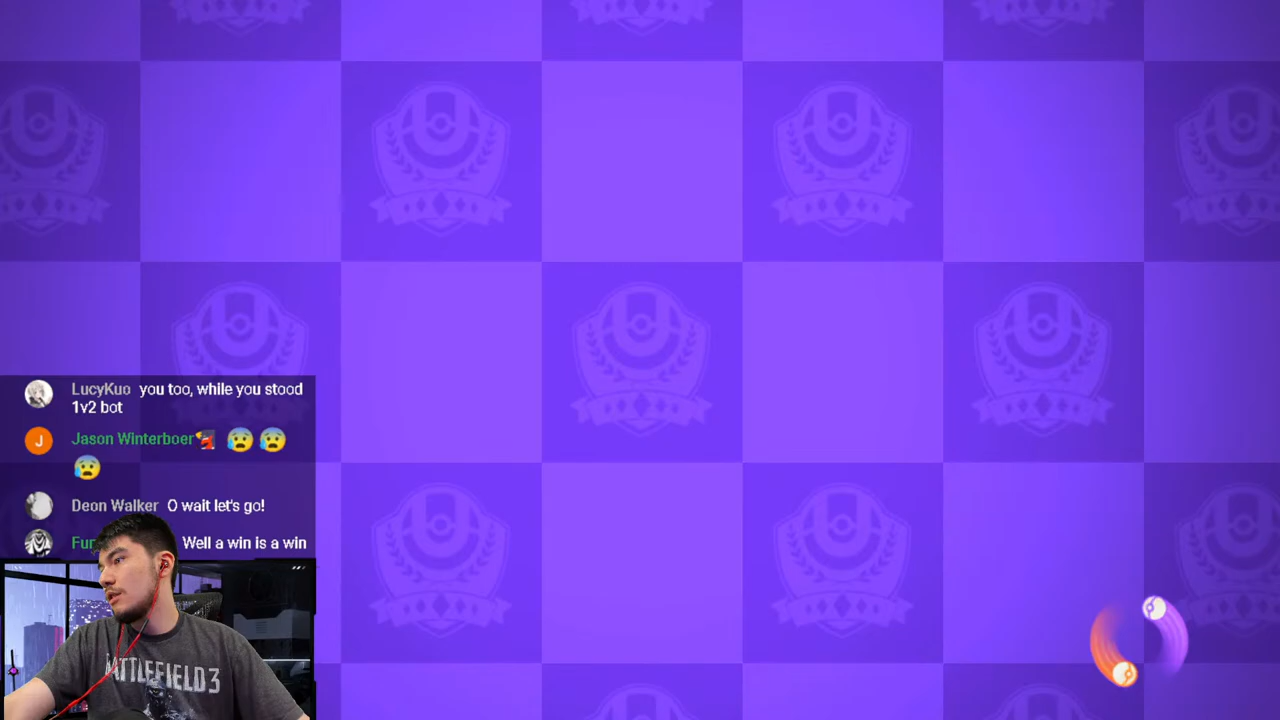 LucyKuo you too, while you stood
1v2 bot
Jason Winterboer
J
Deon Walker O wait let's go!
Well a win is a win
BATTLEFIELD 3